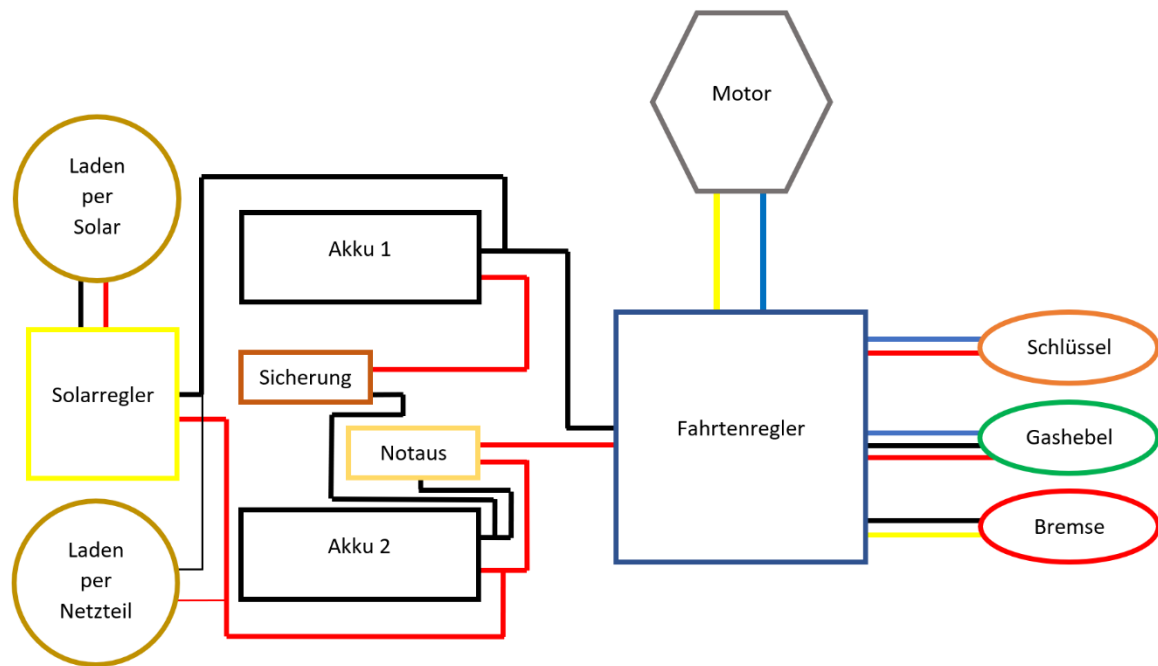 Motor
Laden
per
Solar
Akku 1
Solarregler
Sicherung
Notaus
Akku 2
Laden
per
Netzteil
Fahrtenregler
Schlüssel
Gashebel
Bremse